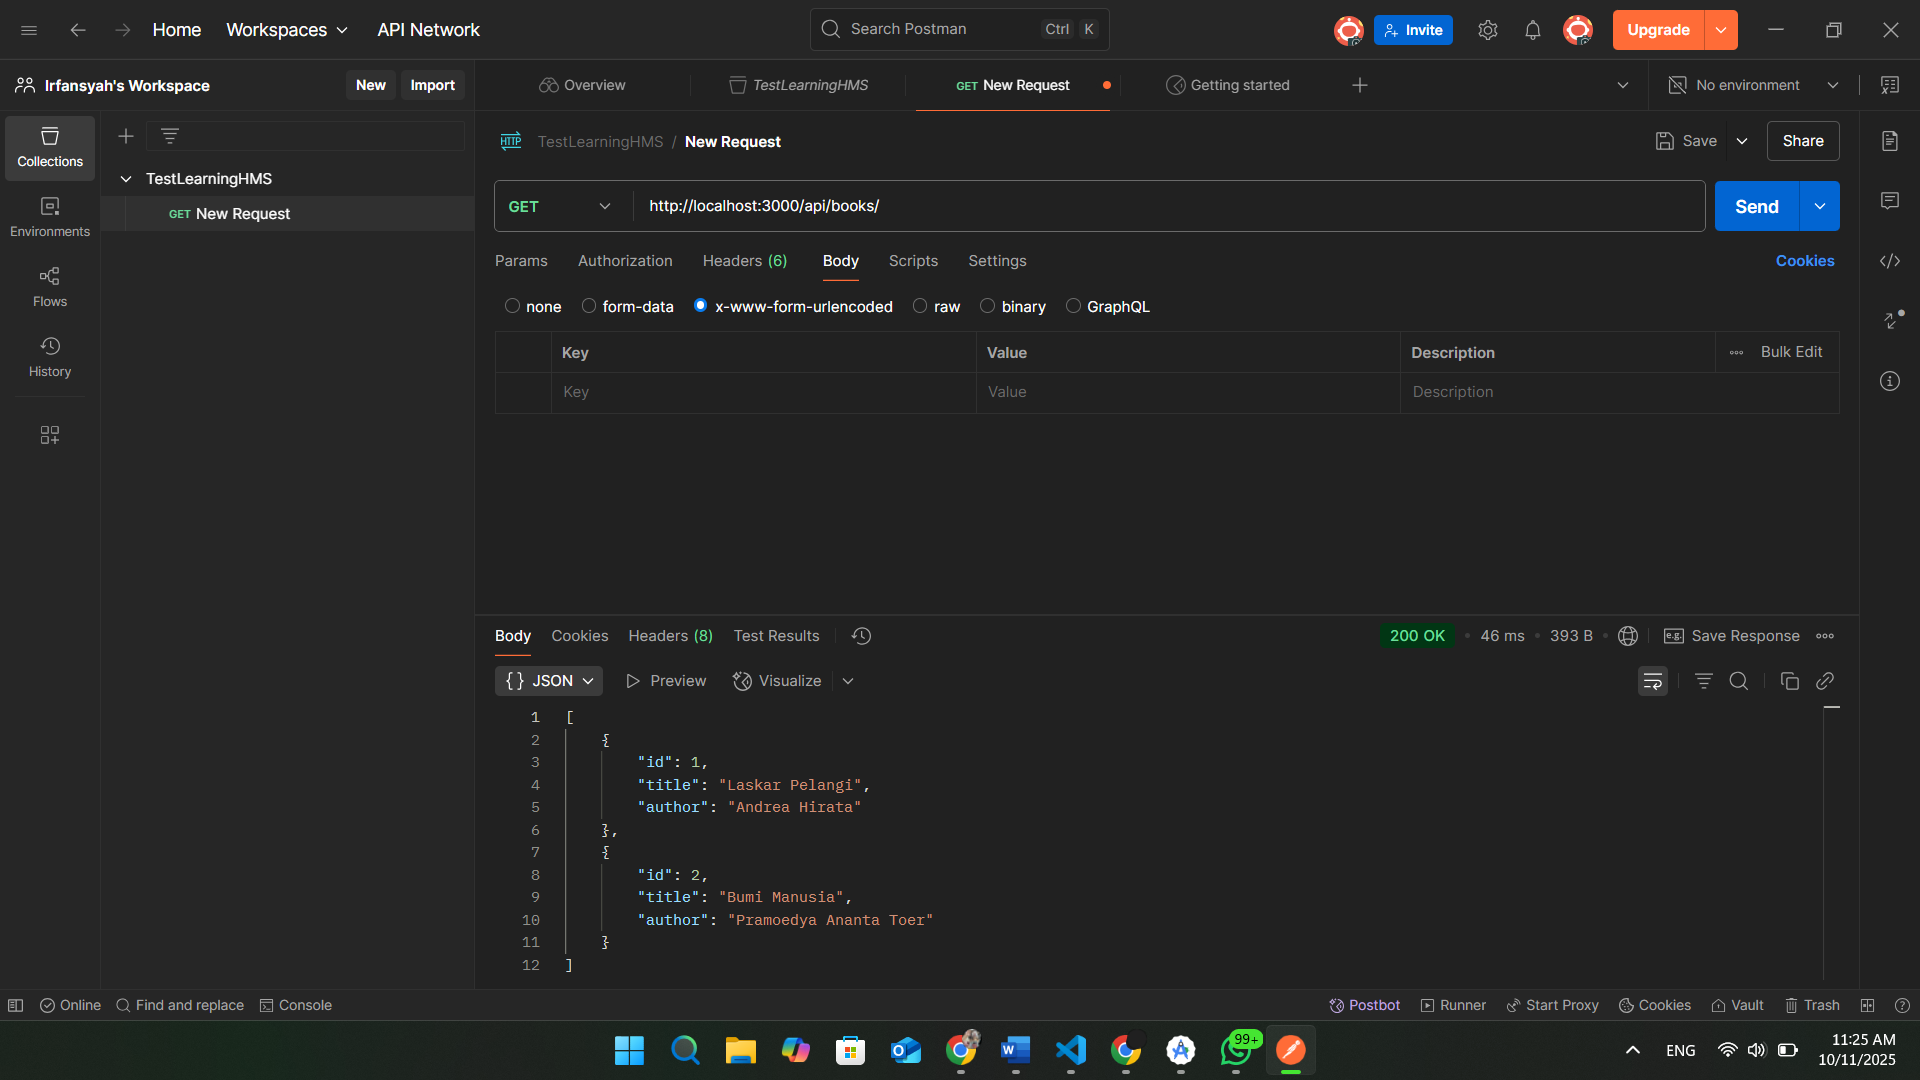 Home
Workspaces
API Network
Search Postman
Ctrl
K
Invite
Upgrade
Irfansyah's Workspace
New
Import
Overview
TestLearningHMS
GET New Request
Getting started
No environment
Collections
Environments
Flows
History
TestLearningHMS
GET New Request
HTTP
TestLearningHMS / New Request
Save
Share
GET
http://localhost:3000/api/books/
Send
Params
Authorization
Headers (6)
Body
Scripts
Settings
Cookies
none
form-data
x-www-form-urlencoded
raw
binary
GraphQL
Key
Value
Description
Bulk Edit
Key
Value
Description
Body
Cookies
Headers (8)
Test Results
200 OK
46 ms
393 B
e.g.
Save Response
{} JSON
Preview
Visualize
1 [
2 {
3 "id": 1,
4 "title": "Laskar Pelangi",
5 "author": "Andrea Hirata"
6 },
7 {
8 "id": 2,
9 "title": "Bumi Manusia",
10 "author": "Pramoedya Ananta Toer"
11 }
12 ]
Online
Find and replace
Console
Postbot
Runner
Start Proxy
Cookies
Vault
Trash
99+
ENG
11:25 AM
10/11/2025